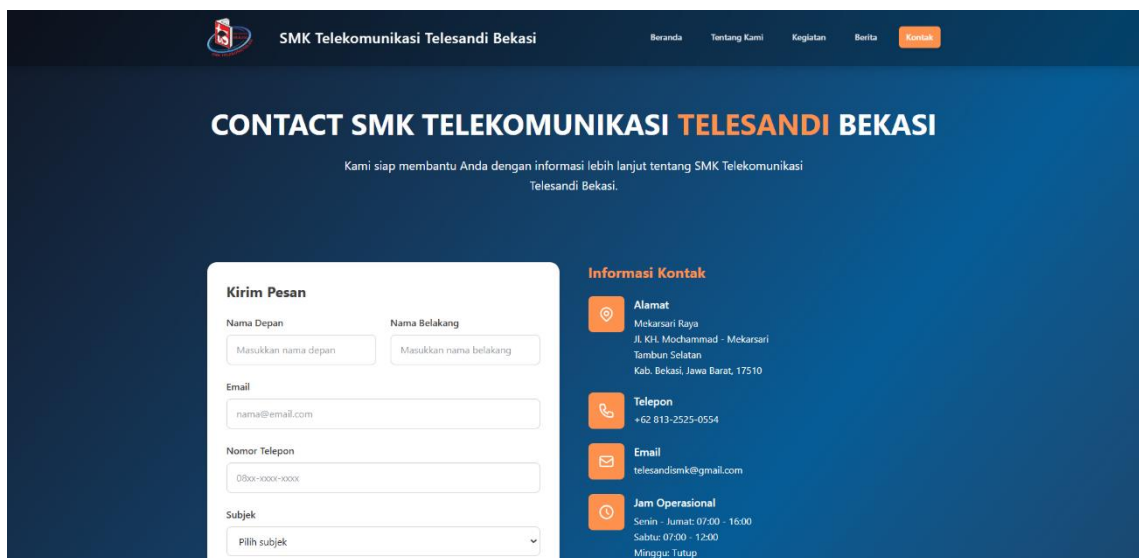 SMK Telekomunikasi Telesandi Bekasi
Beranda Tentang Kami Kegiatan Berita Kontak
CONTACT SMK TELEKOMUNIKASI TELESANDI BEKASI
Kami siap membantu Anda dengan informasi lebih lanjut tentang SMK Telekomunikasi
Telesandi Bekasi.
Kirim Pesan
Nama Depan Nama Belakang
Masukkan nama depan Masukkan nama belakang
Email
nama@email.com
Nomor Telepon
08xx-xxxx-xxxx
Subjek
Pilih subjek
Informasi Kontak
Alamat
Mekarsari Raya
Jl. KH. Mochammad - Mekarsari
Tambun Selatan
Kab. Bekasi, Jawa Barat, 17510
Telepon
+62 813-2525-0554
Email
telesandismk@gmail.com
Jam Operasional
Senin - Jumat: 07:00 - 16:00
Sabtu: 07:00 - 12:00
Minggu: Tutup